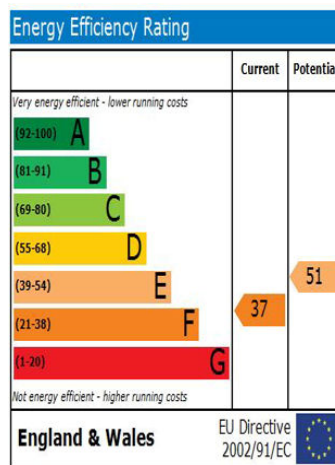 Energy Efficiency Rating
Current Potentia
Very energy efficient - lower running costs
(92-100) A
(81-91) B
(69-80) C
(55-68) D
(39-54) E
51
(21-38) F
37
(1-20) G
Not energy efficient - higher running costs
England & Wales
EU Directive
2002/91/EC